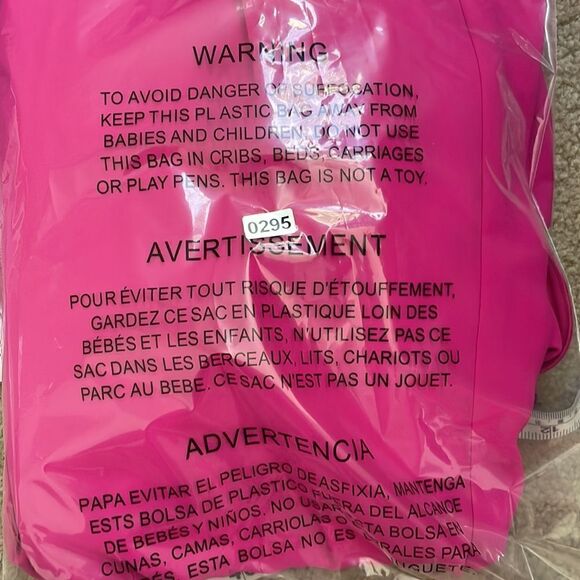 WARNING
TO AVOID DANGER OF SUFFOCATION,
KEEP THIS PLASTIC BAG AWAY FROM
BABIES AND CHILDREN. DO NOT USE
THIS BAG IN CRIBS, BEDS, CARRIAGES
OR PLAY PENS. THIS BAG IS NOT A TOY.
0295
AVERTISSEMENT
POUR ÉVITER TOUT RISQUE D'ÉTOUFFEMENT,
GARDEZ CE SAC EN PLASTIQUE LOIN DES
BÉBÉS ET LES ENFANTS, N'UTILISEZ PAS CE
SAC DANS LES BERCEAUX, LITS, CHARIOTS OU
PARC AU BEBE. CE SAC N'EST PAS UN JOUET.
12
ADVERTENCIA
PAPA EVITAR EL PELIGRO DE ASFIXIA, MANTENGA
ESTS BOLSA DE PLASTICO FUERA DEL ALCANOE
DE BEBÉS Y NIÑOS. NO USARA ESTA BOLSA EN
CUNAS, CAMAS, CARRIOLAS O
ESTA BOLSA NO ES PARA